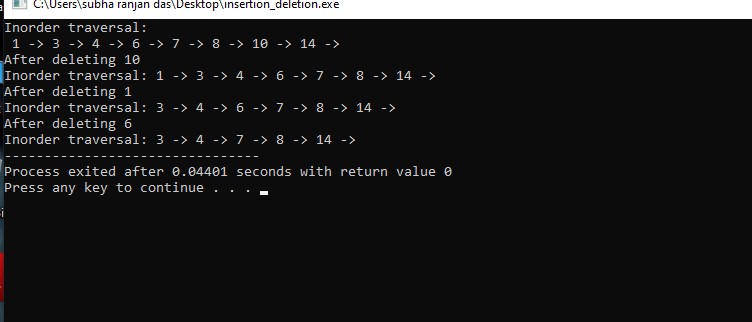 C:\Users\subha ranjan das\Desktop\insertion_deletion.exe
Inorder traversal:
 1 -> 3 -> 4 -> 6 -> 7 -> 8 -> 10 -> 14 ->
After deleting 10
Inorder traversal: 1 -> 3 -> 4 -> 6 -> 7 -> 8 -> 14 ->
After deleting 1
Inorder traversal: 3 -> 4 -> 6 -> 7 -> 8 -> 14 ->
After deleting 6
Inorder traversal: 3 -> 4 -> 7 -> 8 -> 14 ->
--------------------------------
Process exited after 0.04401 seconds with return value 0
Press any key to continue . . .